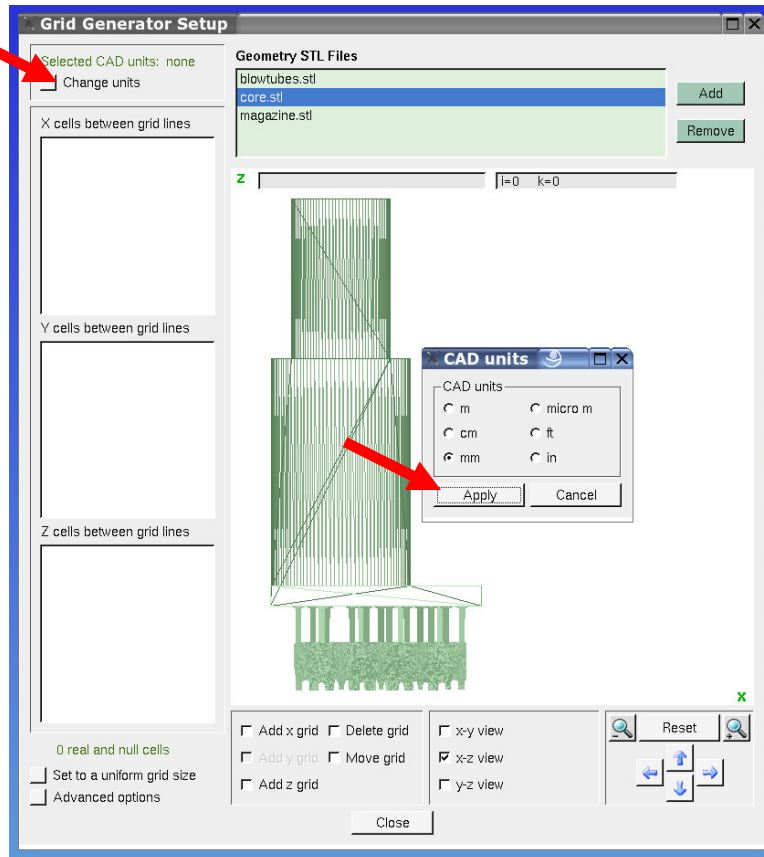 Grid Generator Setup
Selected CAD units: none
Change units
Geometry STL Files
blowtubes.stl
core.stl
magazine.stl
Add
Remove
X cells between grid lines
Z
i=0 k=0
Y cells between grid lines
CAD units
CAD units
m
micro m
cm
ft
mm
in
Apply
Cancel
Z cells between grid lines
X
0 real and null cells
Set to a uniform grid size
Advanced options
Add x grid
Delete grid
Add y grid
Move grid
Add z grid
x-y view
x-z view
y-z view
Reset
Close